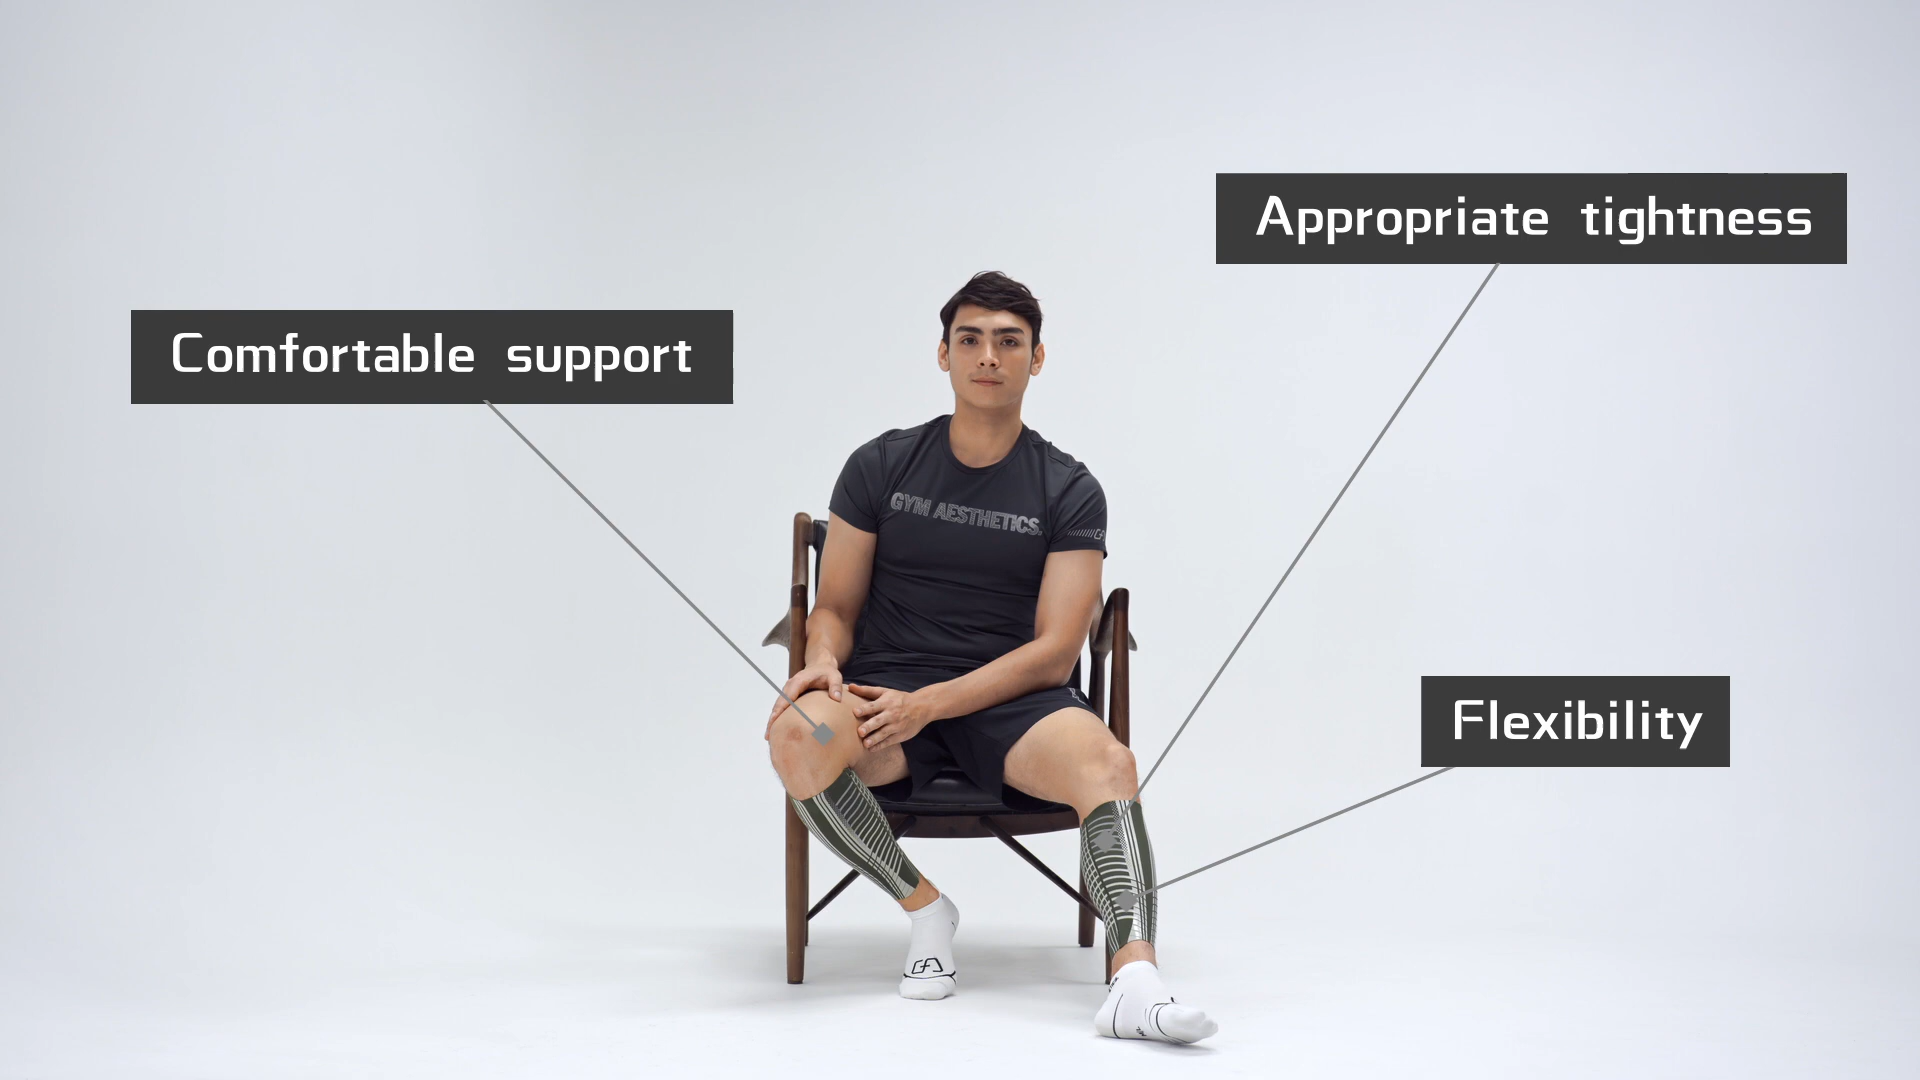 Appropriate tightness
Comfortable support
GYM AESTHETICS.
Flexibility